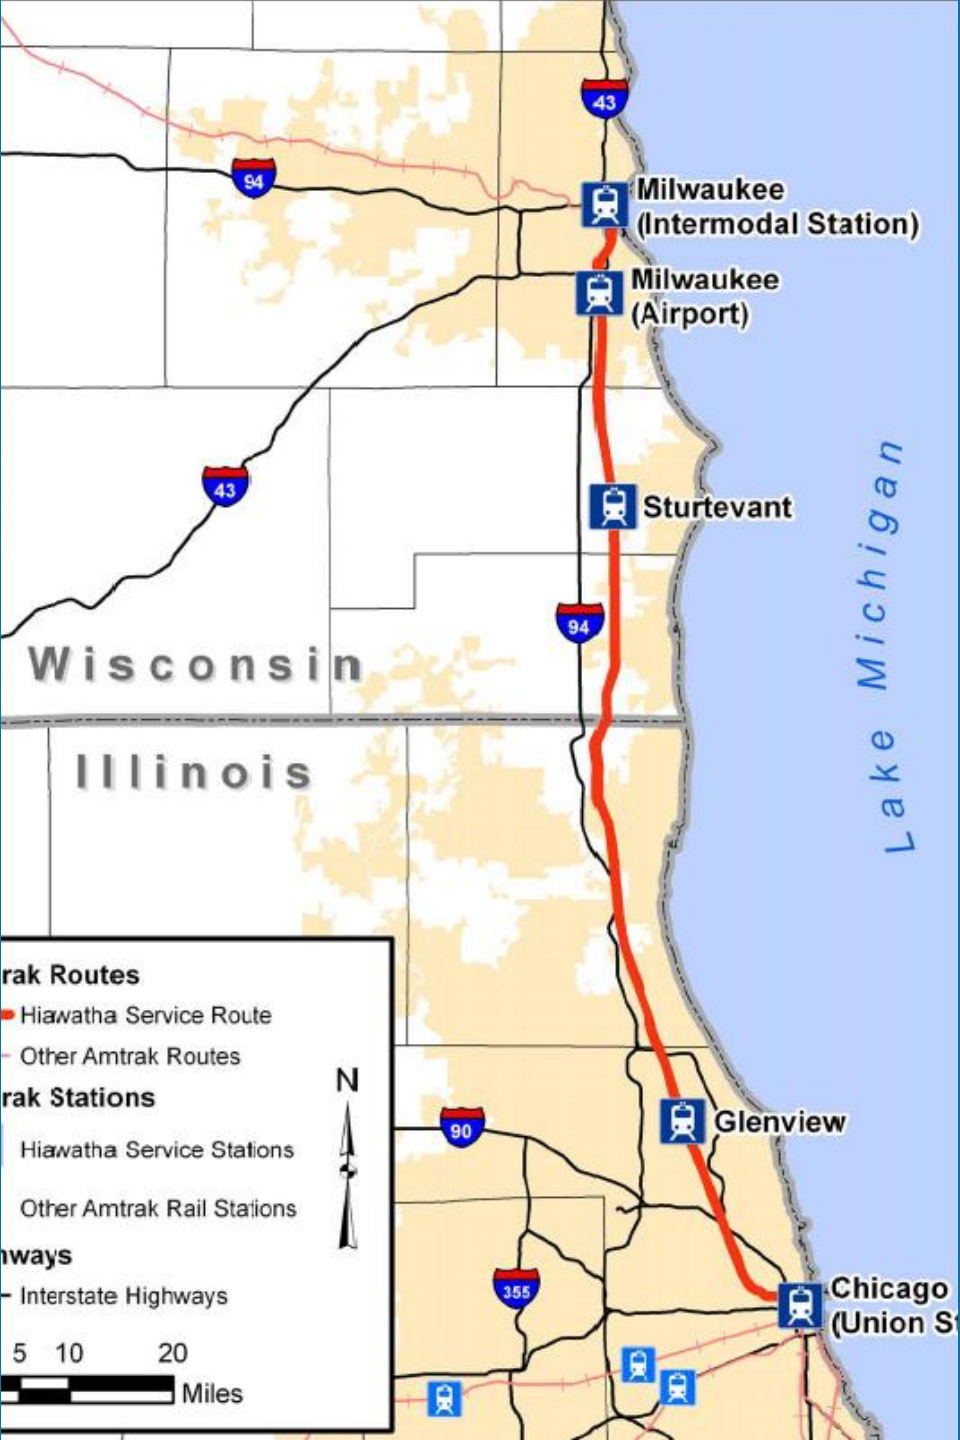 43
94
Milwaukee
(Intermodal Station)
Milwaukee
(Airport)
43
Sturtevant
94
Lake Michigan
Wisconsin
Illinois
rak Routes
Hiawatha Service Route
Other Amtrak Routes
rak Stations
N
Hiawatha Service Stations
Other Amtrak Rail Stations
ways
Interstate Highways
5 10 20
Miles
90
Glenview
355
Chicago
(Union St